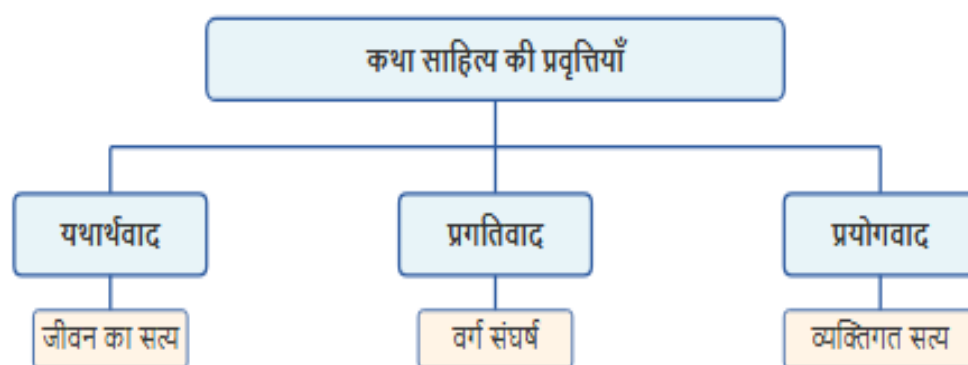 कथा साहित्य की प्रवृत्तियाँ
यथार्थवाद
प्रगतिवाद
प्रयोगवाद
जीवन का सत्य
वर्ग संघर्ष
व्यक्तिगत सत्य